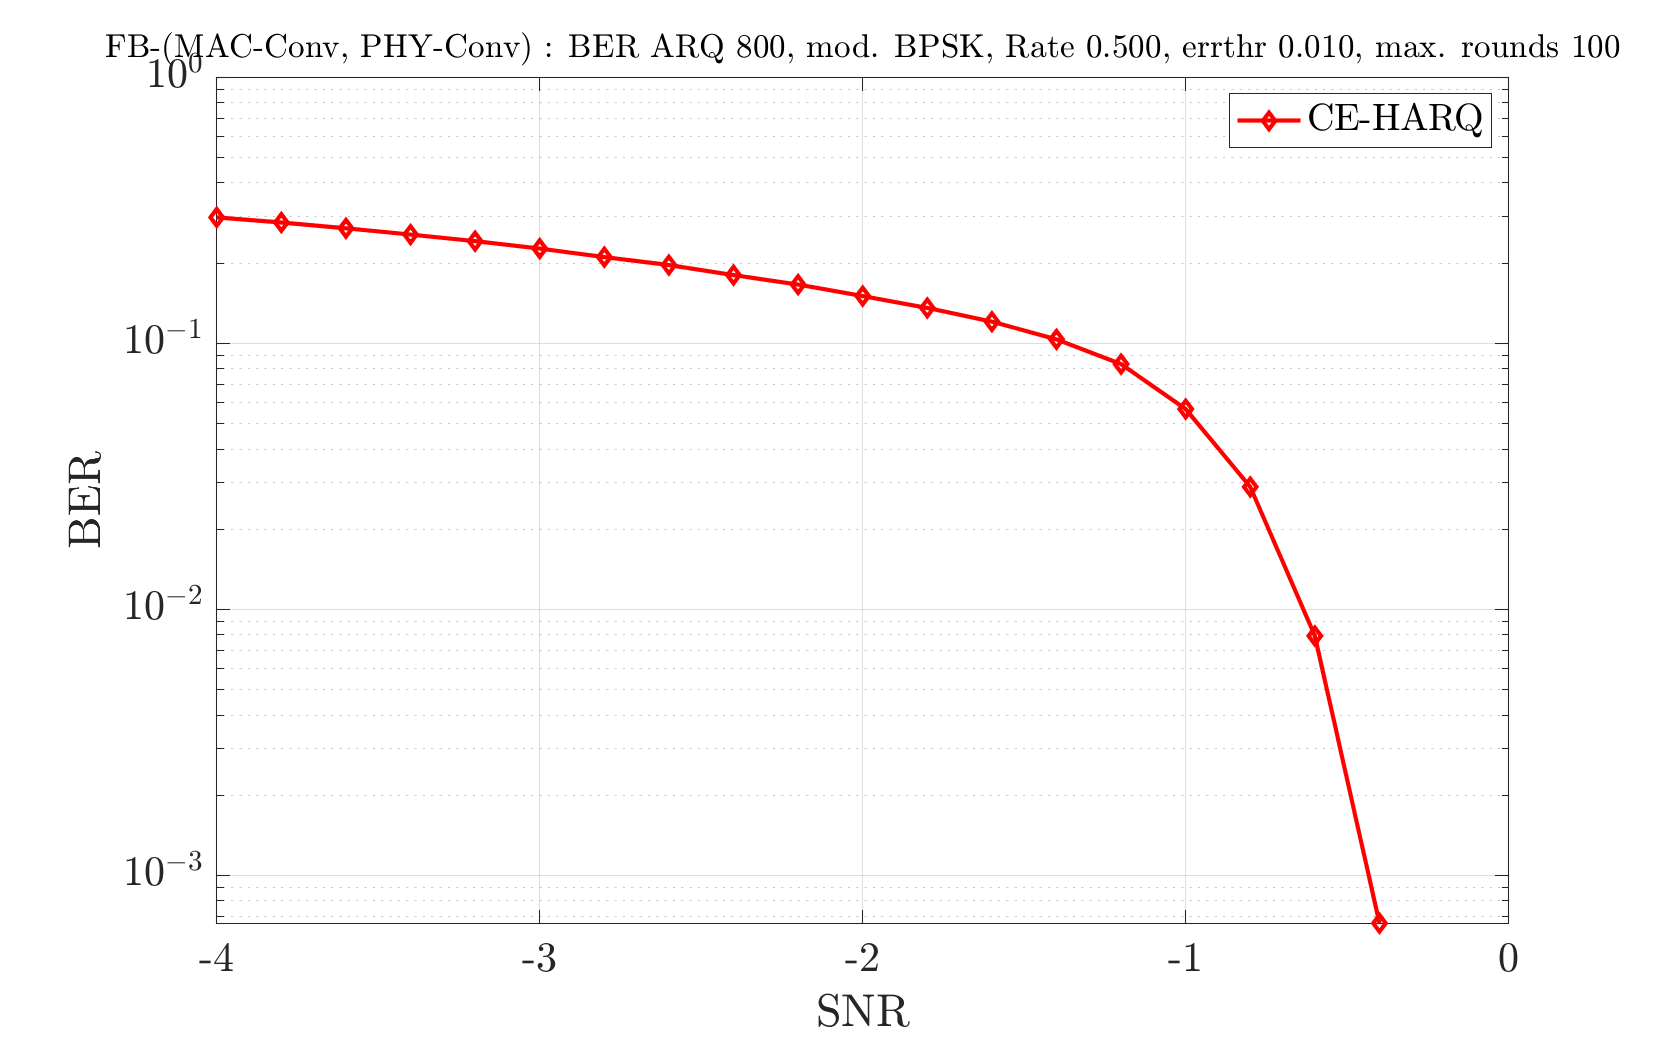 FB-(MAC-Conv, PHY-Conv) : BER ARQ 800, mod. BPSK, Rate 0.500, errthr 0.010, max. rounds 100
10^0
CE-HARQ
10^{-1}
BER
10^{-2}
10^{-3}
-4 -3 -2 -1 0
SNR